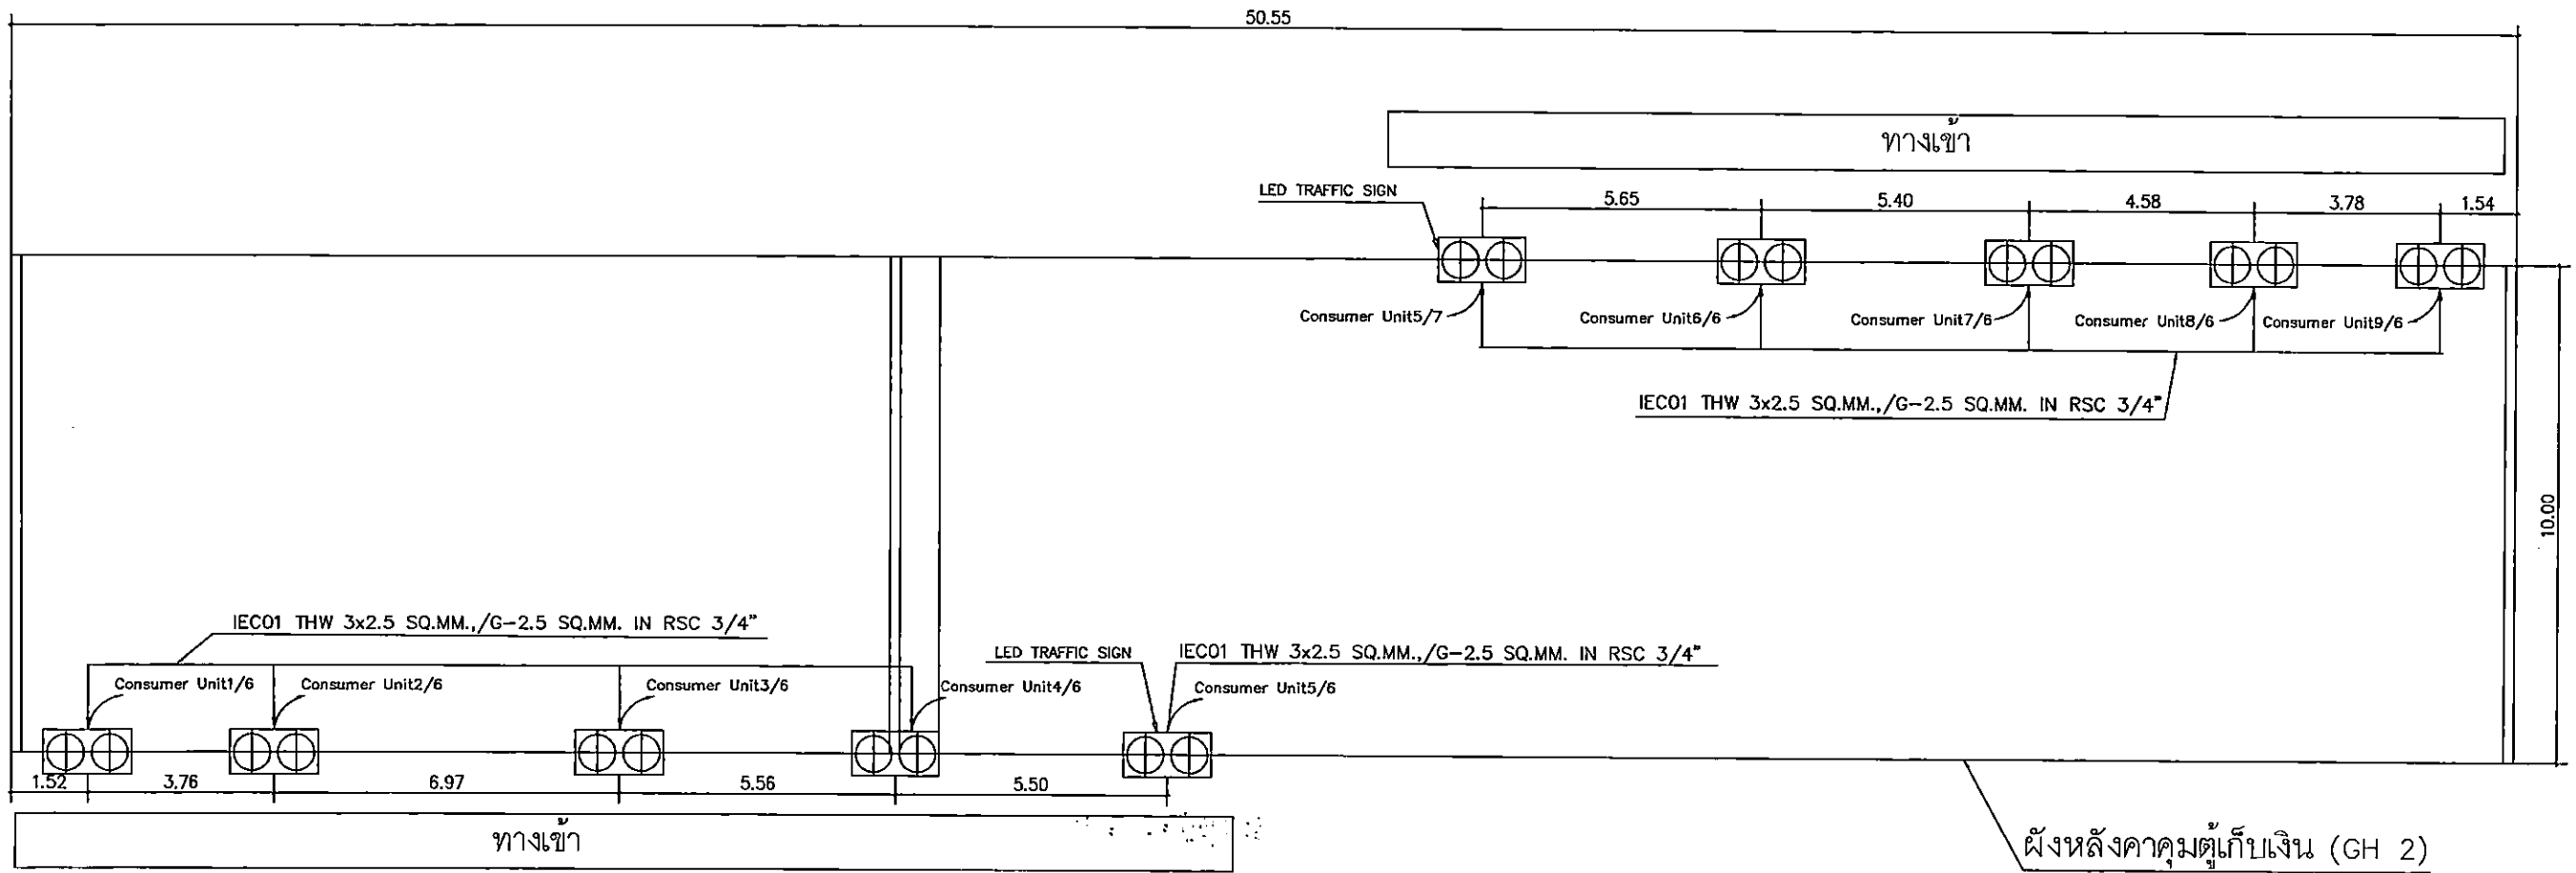 50.55
ทางเข้า
LED TRAFFIC SIGN
5.65 5.40 4.58 3.78 1.54
Consumer Unit5/7 Consumer Unit6/6 Consumer Unit7/6 Consumer Unit8/6 Consumer Unit9/6
IEC01 THW 3x2.5 SQ.MM.,/G-2.5 SQ.MM. IN RSC 3/4"
10.00
IEC01 THW 3x2.5 SQ.MM.,/G-2.5 SQ.MM. IN RSC 3/4"
LED TRAFFIC SIGN IEC01 THW 3x2.5 SQ.MM.,/G-2.5 SQ.MM. IN RSC 3/4"
Consumer Unit1/6 Consumer Unit2/6 Consumer Unit3/6 Consumer Unit4/6 Consumer Unit5/6
1.52 3.76 6.97 5.56 5.50
ทางเข้า
ผังหลังคาคุมตู้เก็บเงิน (GH 2)